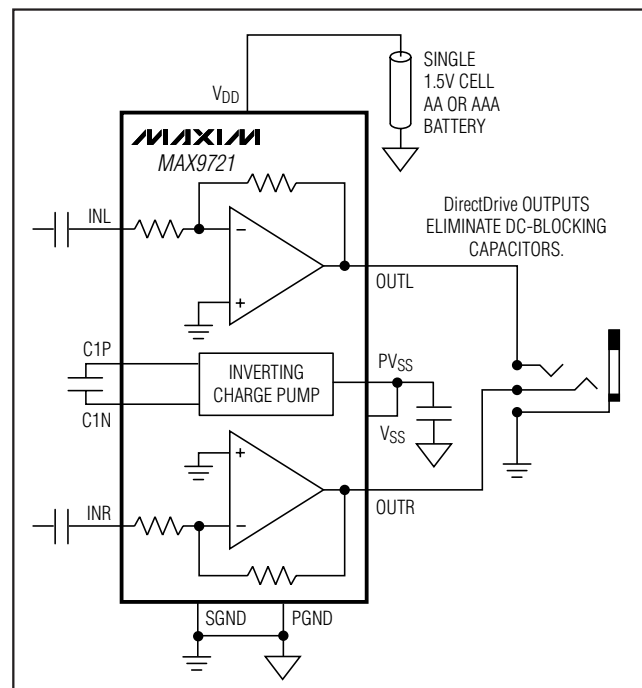 SINGLE
1.5V CELL
AA OR AAA
BATTERY
VDD
MAXIM
MAX9721
INL
−
+
OUTL
DirectDrive OUTPUTS
ELIMINATE DC-BLOCKING
CAPACITORS.
C1P
C1N
INVERTING
CHARGE PUMP
PVSS
VSS
+
−
INR
OUTR
SGND
PGND